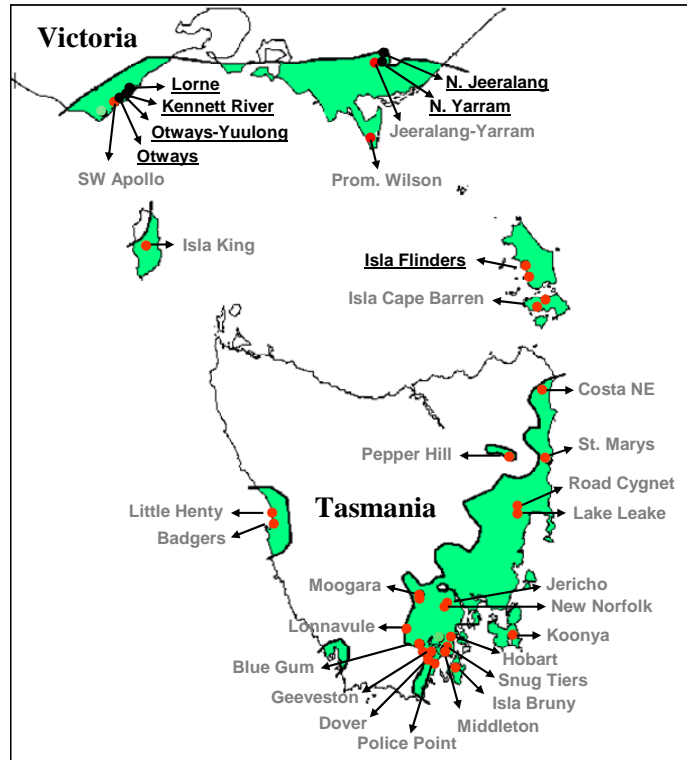 Victoria
Lorne
Kennett River
Otways-Yuulong
Otways
SW Apollo
N. Jeeralang
N. Yarram
Jeeralang-Yarram
Prom. Wilson
Isla King
Isla Flinders
Isla Cape Barren
Costa NE
Pepper Hill
St. Marys
Road Cygnet
Lake Leake
Little Henty
Badgers
Tasmania
Moogara
Jericho
New Norfolk
Lonnavule
Koonya
Hobart
Blue Gum
Snug Tiers
Geeveston
Isla Bruny
Dover
Middleton
Police Point